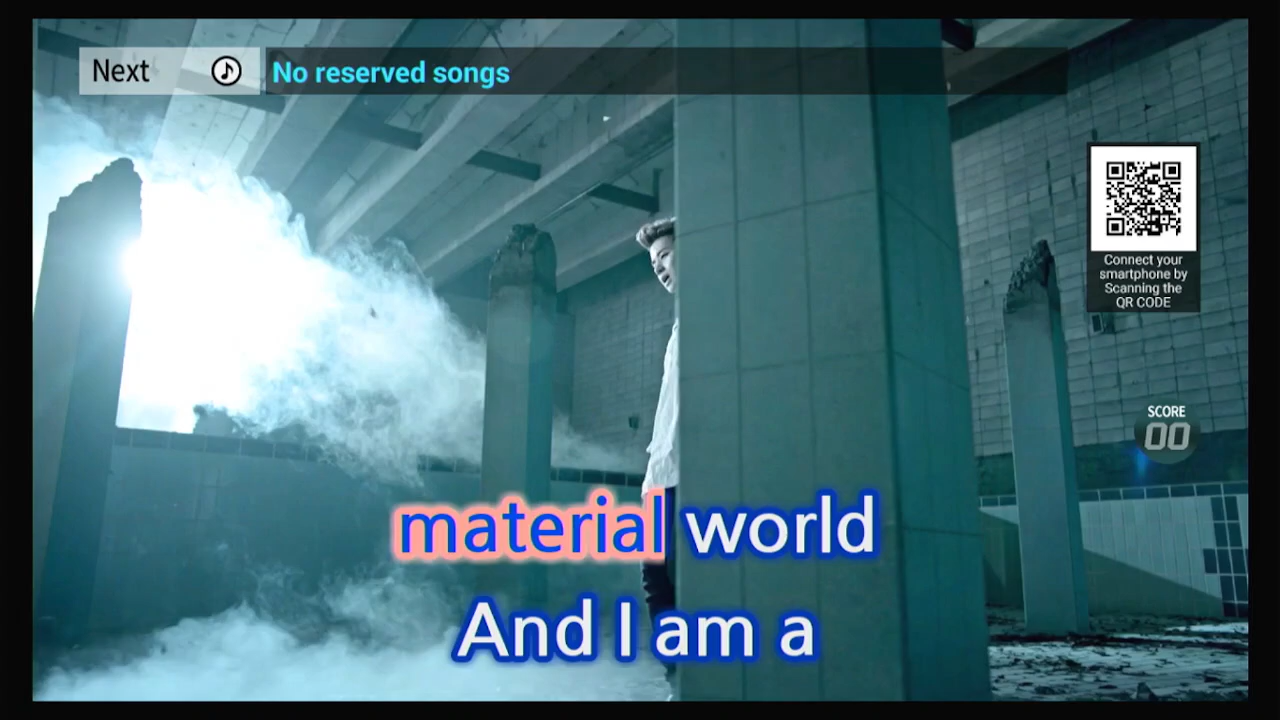 Next
No reserved songs
Connect your
smartphone by
Scanning the
QR CODE
SCORE
00
material world
And I am a